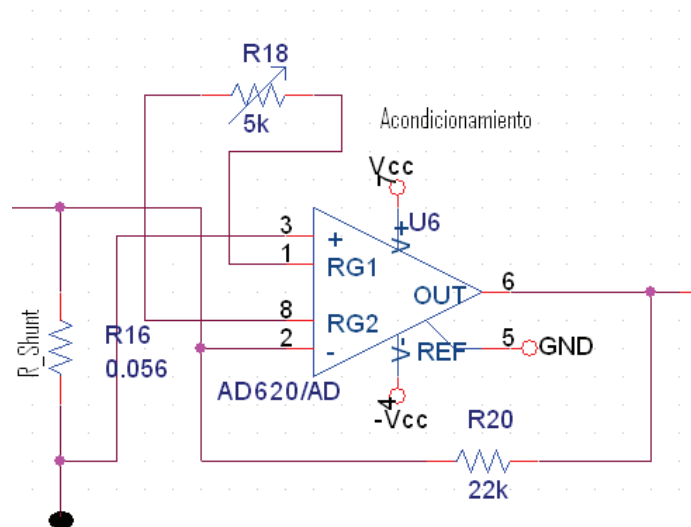 R18
5k
Acondicionamiento
Vcc
7
3
+
V+
U6
1
RG1
OUT
6
8
RG2
2
-
V-
REF
5
GND
R_Shunt
R16
0.056
AD620/AD
4
-Vcc
R20
22k